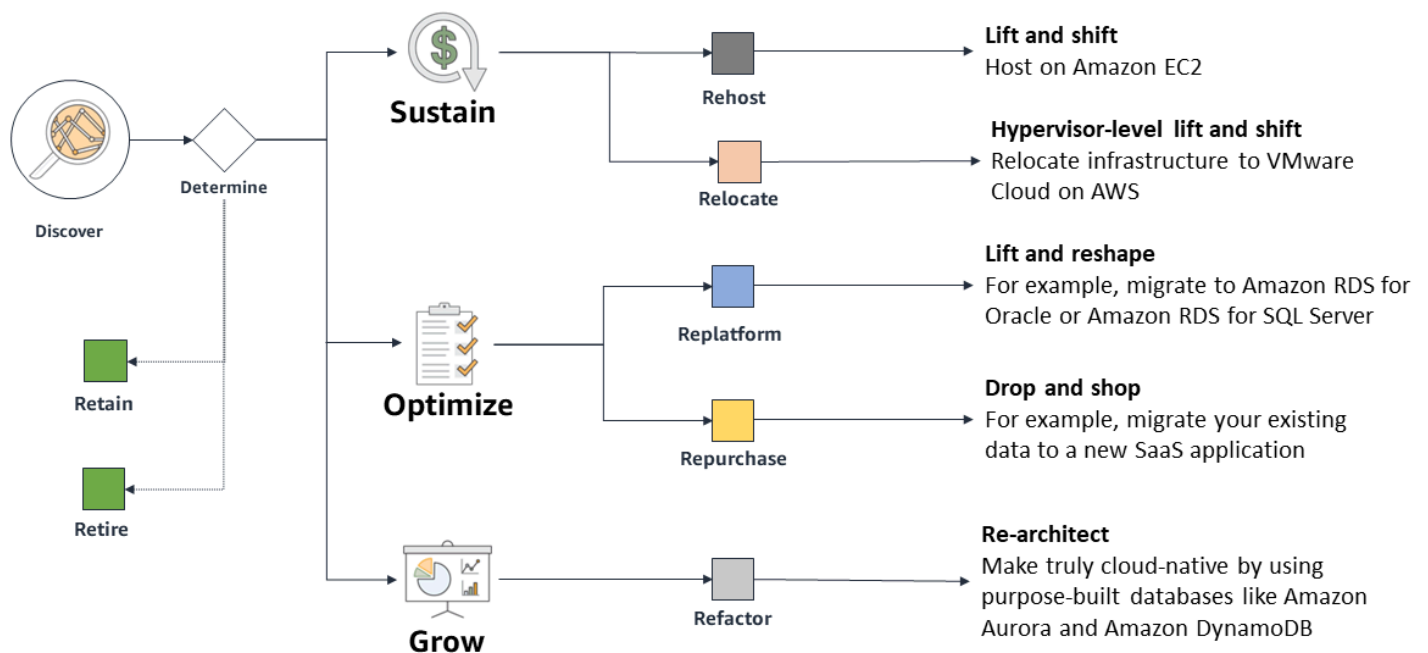 Discover
Determine
Retain
Retire
$
Sustain
Rehost
Lift and shift
Host on Amazon EC2
Relocate
Hypervisor-level lift and shift
Relocate infrastructure to VMware
Cloud on AWS
Optimize
Replatform
Lift and reshape
For example, migrate to Amazon RDS for
Oracle or Amazon RDS for SQL Server
Repurchase
Drop and shop
For example, migrate your existing
data to a new SaaS application
Grow
Refactor
Re-architect
Make truly cloud-native by using
purpose-built databases like Amazon
Aurora and Amazon DynamoDB